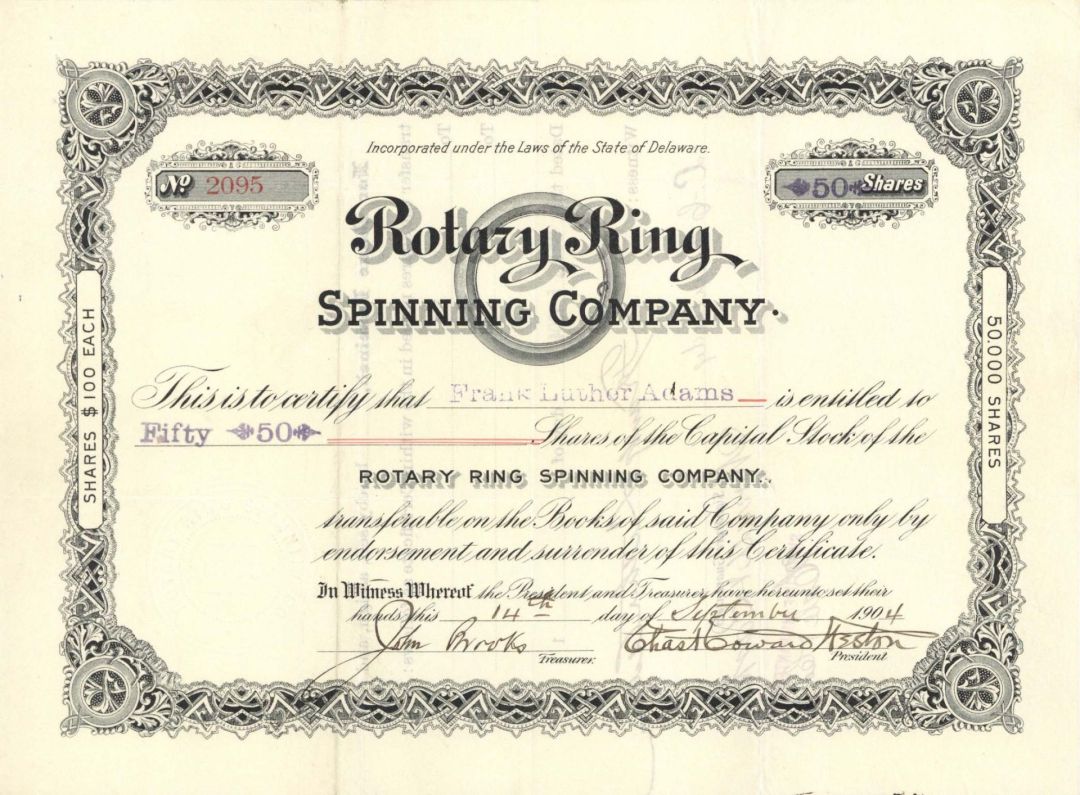 Incorporated under the Laws of the State of Delaware.
No 2095
50 Shares
Rotary Ring
SPINNING COMPANY.
SHARES $100 EACH
50.000 SHARES
This is to certify that Frank Luther Adams is entitled to
Fifty 50 Shares of the Capital Stock of the
ROTARY RING SPINNING COMPANY.
transferable on the Books of said Company only by
endorsement and surrender of this Certificate.
In Witness Whereof the President and Treasurer have hereunto set their
hands this 14th day of September 1904
Brooks
Treasurer.
Chas Coward Weston
President